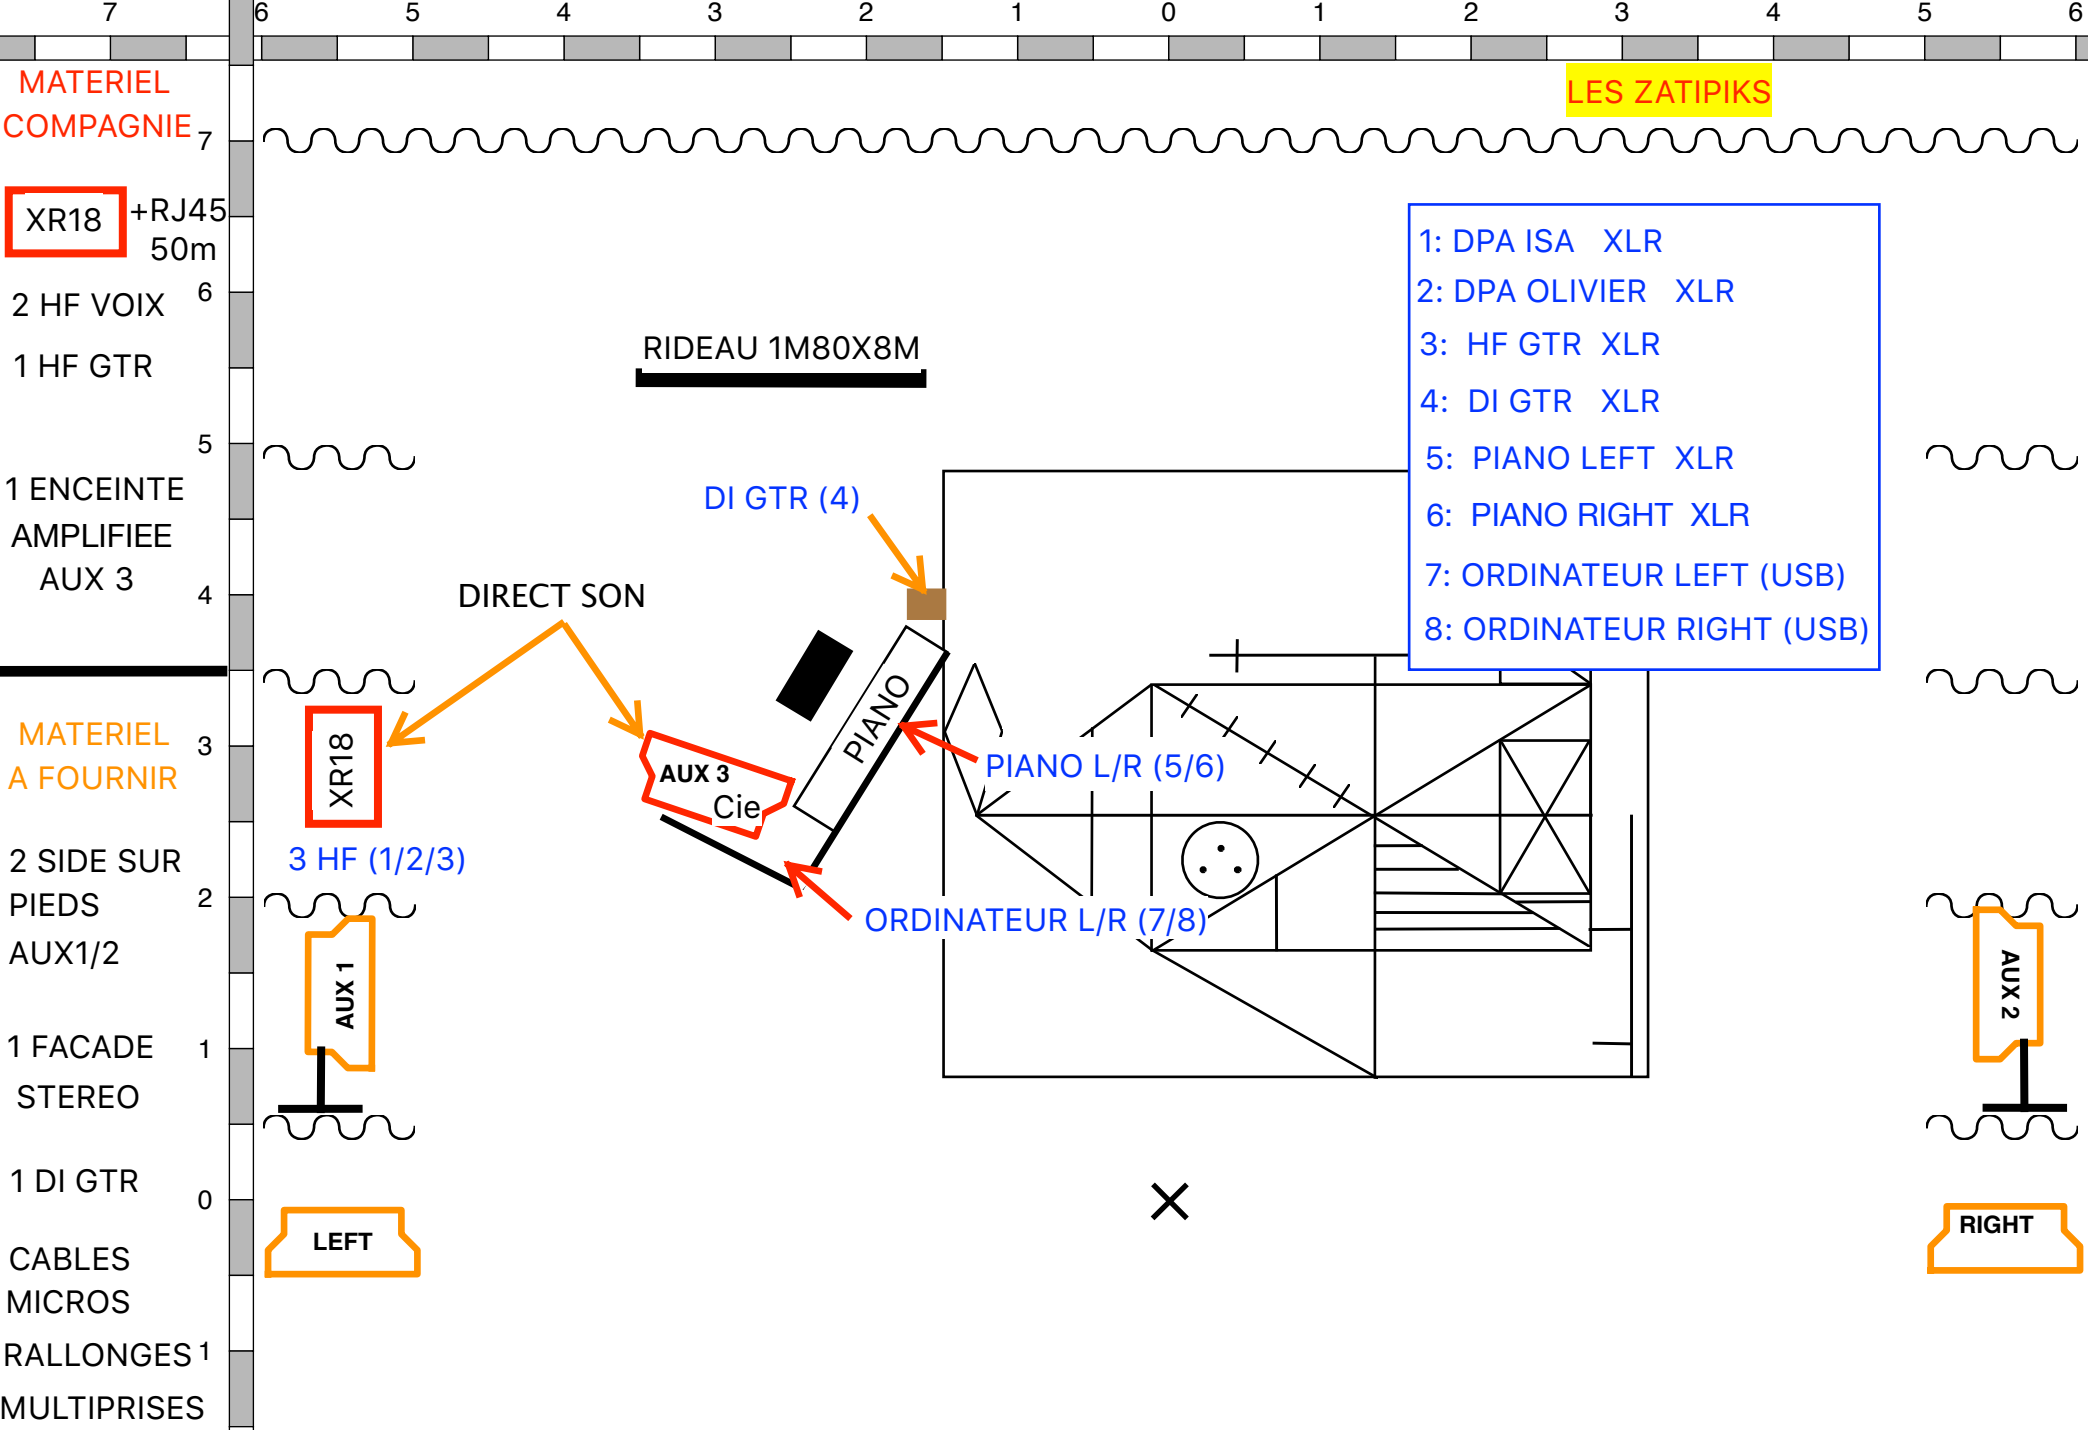 7 6 5 4 3 2 1 0 1 2 3 4 5 6
MATERIEL
COMPAGNIE
XR18
+RJ45
50m
2 HF VOIX
1 HF GTR
1 ENCEINTE
AMPLIFIEE
AUX 3
MATERIEL
A FOURNIR
2 SIDE SUR
PIEDS
AUX1/2
1 FACADE
STEREO
1 DI GTR
CABLES
MICROS
RALLONGES
MULTIPRISES
7
6
5
4
3
2
1
0
1
LES ZATIPIKS
1: DPA ISA XLR
2: DPA OLIVIER XLR
3: HF GTR XLR
4: DI GTR XLR
5: PIANO LEFT XLR
6: PIANO RIGHT XLR
7: ORDINATEUR LEFT (USB)
8: ORDINATEUR RIGHT (USB)
RIDEAU 1M80X8M
DI GTR (4)
DIRECT SON
PIANO
XR18
AUX 3
Cie
PIANO L/R (5/6)
3 HF (1/2/3)
ORDINATEUR L/R (7/8)
AUX 1
AUX 2
LEFT
RIGHT